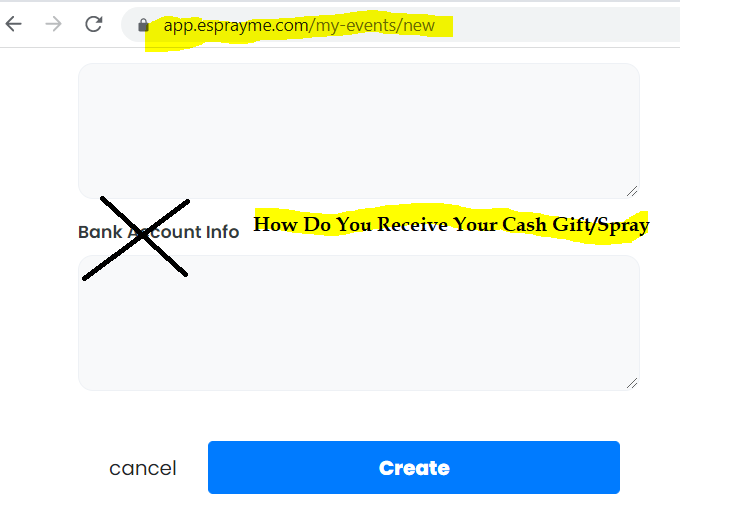 app.esprayme.com/my-events/new
Bank Account Info How Do You Receive Your Cash Gift/Spray
cancel Create